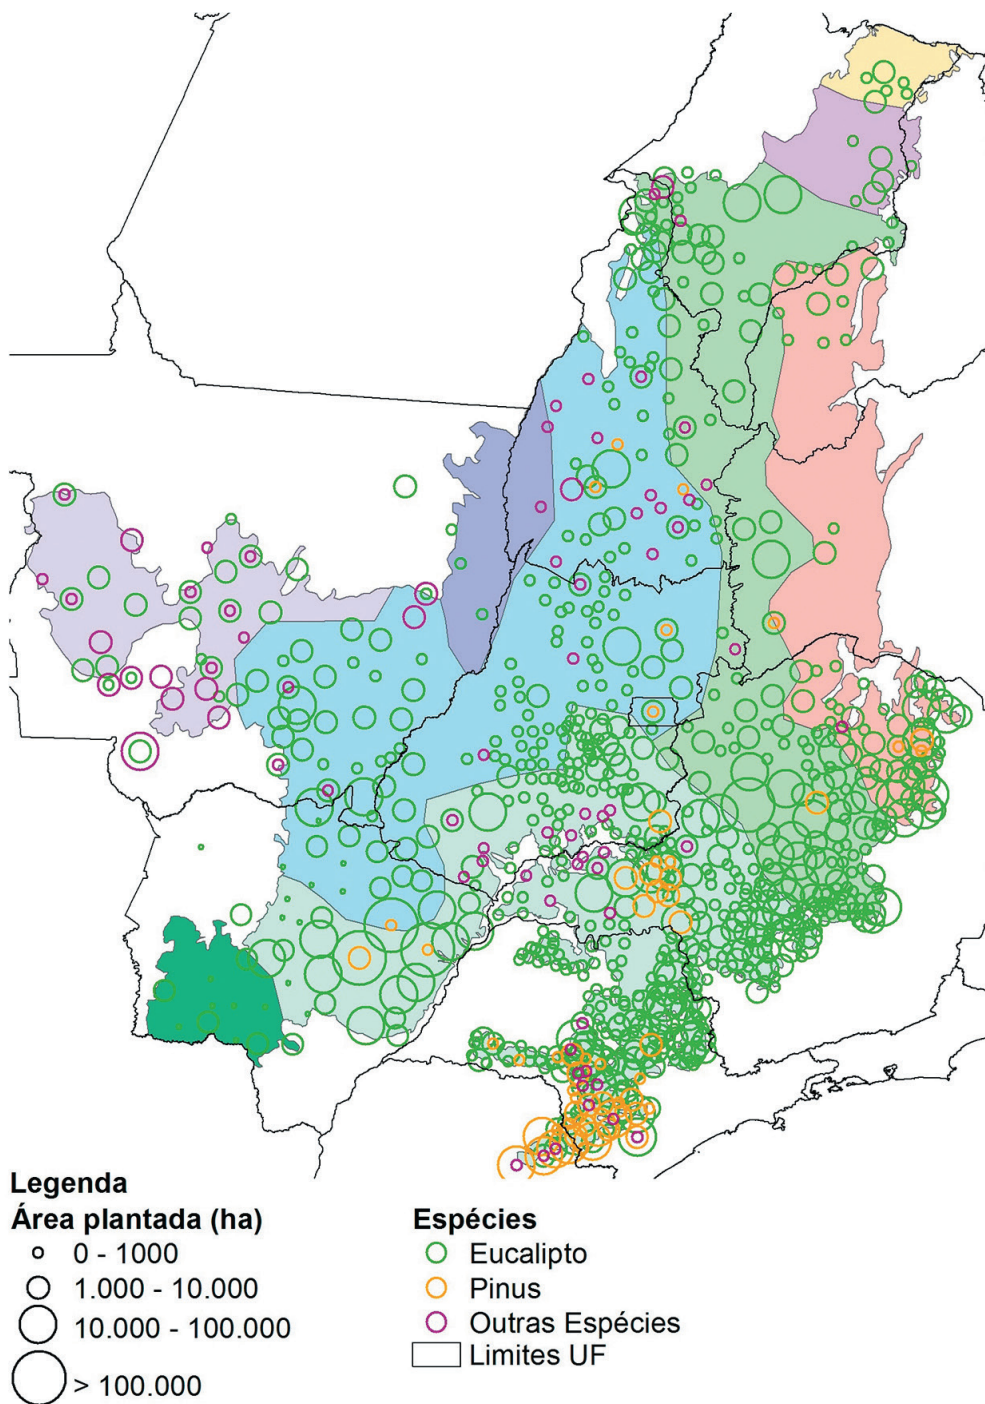 Legenda
Área plantada (ha)
0 - 1000
1.000 - 10.000
10.000 - 100.000
> 100.000
Espécies
Eucalipto
Pinus
Outras Espécies
Limites UF